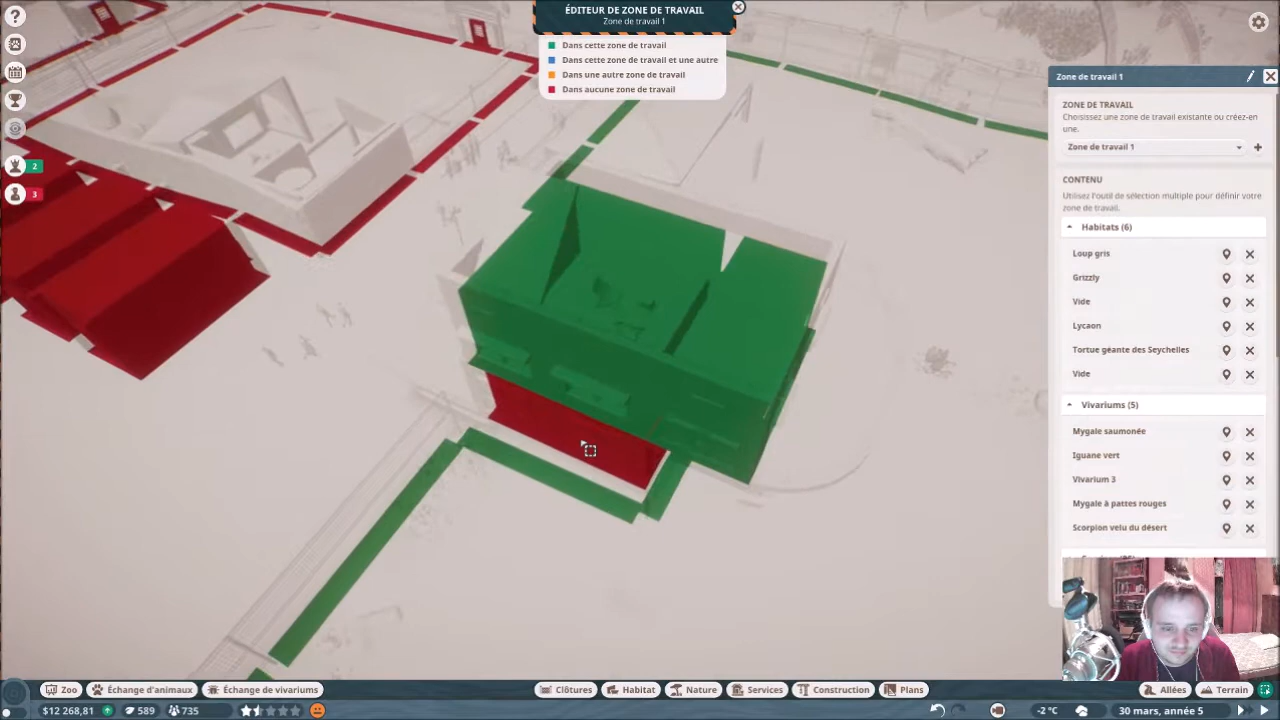 ÉDITEUR DE ZONE DE TRAVAIL
Zone de travail 1
Dans cette zone de travail
Dans cette zone de travail et une autre
Dans une autre zone de travail
Dans aucune zone de travail
?
2
3
Zone de travail 1
ZONE DE TRAVAIL
Choisissez une zone de travail existante ou créez-en
une.
Zone de travail 1
CONTENU
Utilisez l'outil de sélection multiple pour définir votre
zone de travail.
Habitats (6)
Loup gris
Grizzly
Vide
Lycaon
Tortue géante des Seychelles
Vide
Vivariums (5)
Mygale saumonée
Iguane vert
Vivarium 3
Mygale à pattes rouges
Scorpion velu du désert
Zoo
Échange d'animaux
Échange de vivariums
Clôtures
Habitat
Nature
Services
Construction
Plans
Allées
Terrain
$12 268,81
589
735
-2 °C
30 mars, année 5